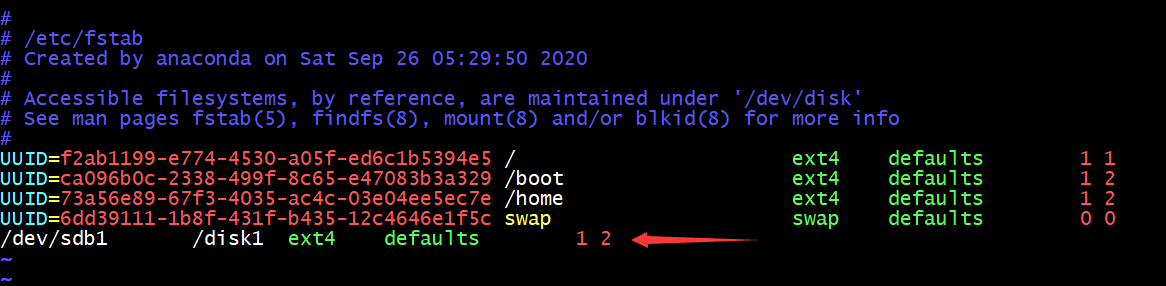 #
# /etc/fstab
# Created by anaconda on Sat Sep 26 05:29:50 2020
#
# Accessible filesystems, by reference, are maintained under '/dev/disk'
# See man pages fstab(5), findfs(8), mount(8) and/or blkid(8) for more info
#
UUID=f2ab1199-e774-4530-a05f-ed6c1b5394e5 /                       ext4    defaults        1 1
UUID=ca096b0c-2338-499f-8c65-e47083b3a329 /boot                   ext4    defaults        1 2
UUID=73a56e89-67f3-4035-ac4c-03e04ee5ec7e /home                   ext4    defaults        1 2
UUID=6dd39111-1b8f-431f-b435-12c4646e1f5c swap                    swap    defaults        0 0
/dev/sdb1       /disk1  ext4    defaults        1 2
~
~